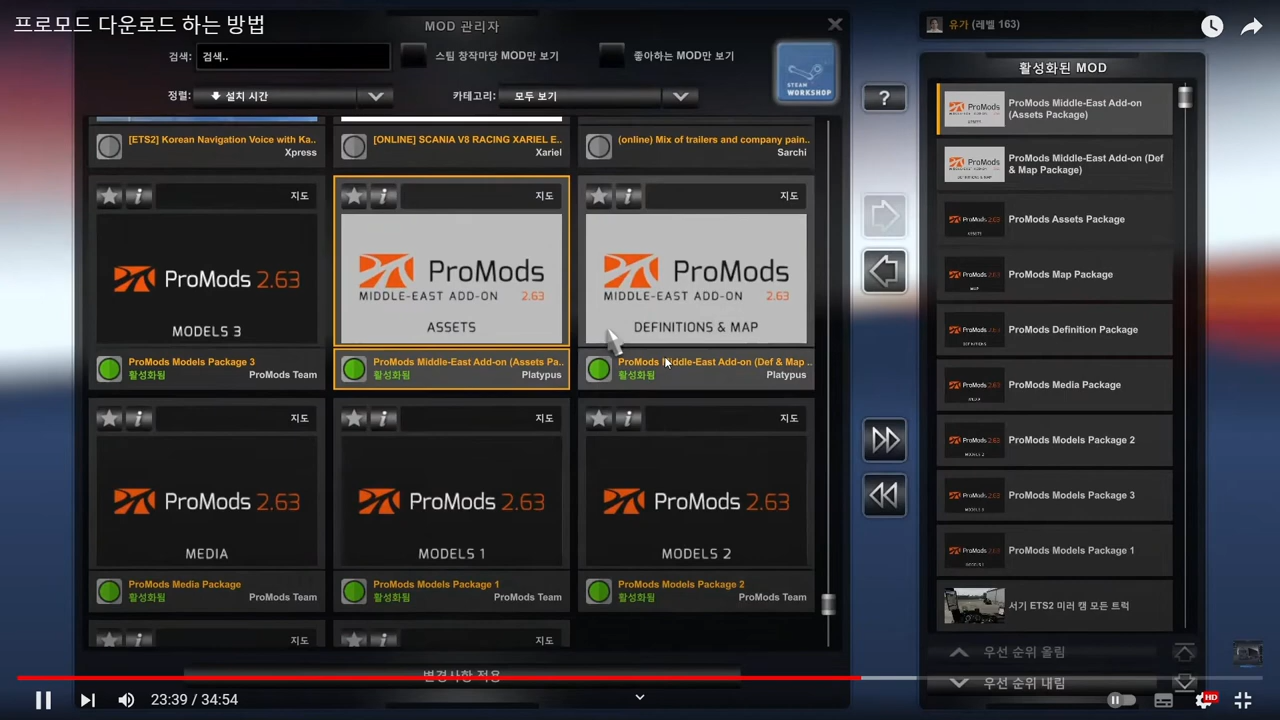 프로모드 다운로드 하는 방법
MOD 관리자
유가 (레벨 163)
검색:
검색..
스팀 창작마당 MOD만 보기
좋아하는 MOD만 보기
STEAM
WORKSHOP
정렬:
설치 시간
카테고리:
모두 보기
?
[ETS2] Korean Navigation Voice with Ka..
Xpress
[ONLINE] SCANIA V8 RACING XARIEL E..
Xariel
(online) Mix of trailers and company pain..
Sarchi
지도
ProMods 2.63
MODELS 3
ProMods Models Package 3
활성화됨
ProMods Team
지도
ProMods
MIDDLE-EAST ADD-ON 2.63
ASSETS
ProMods Middle-East Add-on (Assets Pa..
활성화됨
Platypus
지도
ProMods
MIDDLE-EAST ADD-ON 2.63
DEFINITIONS & MAP
ProMods Middle-East Add-on (Def & Map ..
활성화됨
Platypus
지도
ProMods 2.63
MEDIA
ProMods Media Package
활성화됨
ProMods Team
지도
ProMods 2.63
MODELS 1
ProMods Models Package 1
활성화됨
ProMods Team
지도
ProMods 2.63
MODELS 2
ProMods Models Package 2
활성화됨
ProMods Team
지도
지도
변경사항 적용
활성화된 MOD
ProMods Middle-East Add-on
(Assets Package)
ProMods Middle-East Add-on (Def
& Map Package)
ProMods Assets Package
ProMods Map Package
ProMods Definition Package
ProMods Media Package
ProMods Models Package 2
ProMods Models Package 3
ProMods Models Package 1
서기 ETS2 미러 캠 모든 트럭
우선 순위 올림
우선 순위 내림
23:39 / 34:54
HD